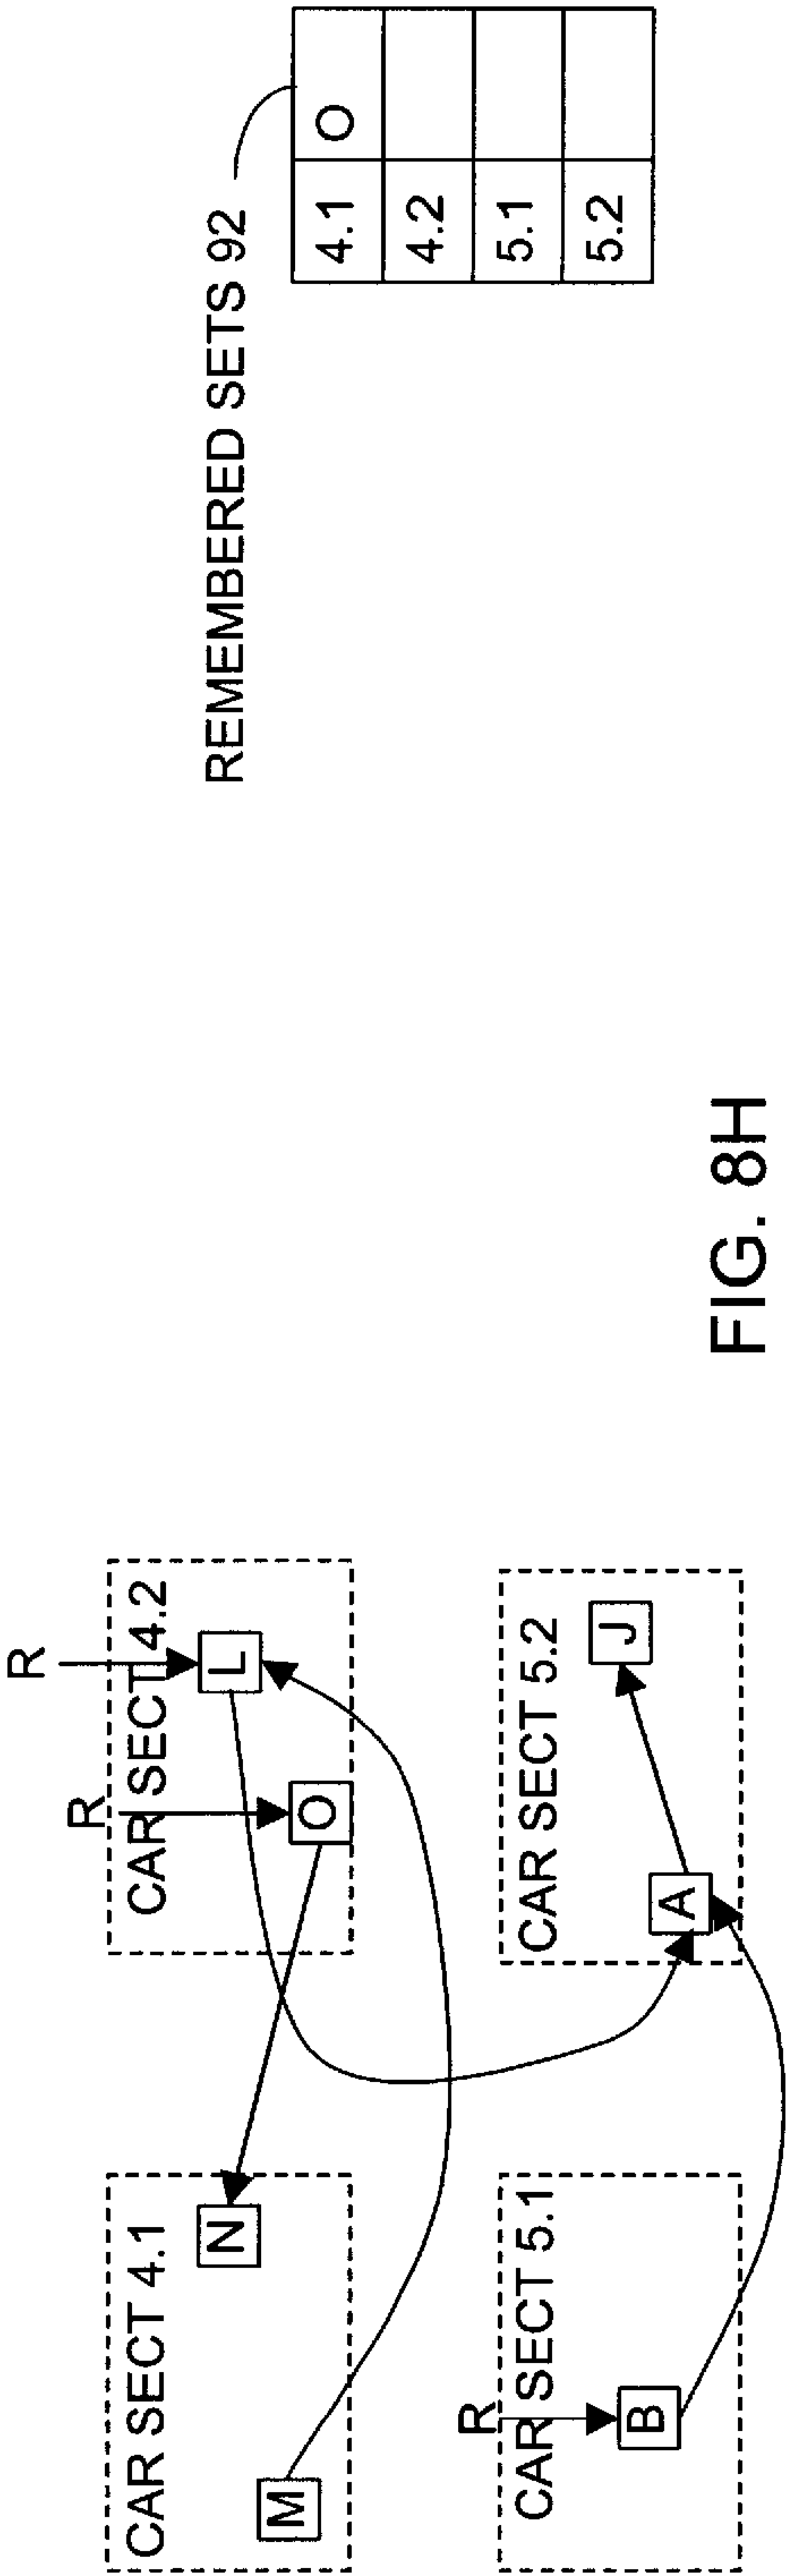 R
R
CAR SECT 4.1
CAR SECT 4.2
REMEMBERED SETS 92
M
N
O
L
4.1 O
4.2
5.1
5.2
R
CAR SECT 5.1
CAR SECT 5.2
B
A
J
FIG. 8H